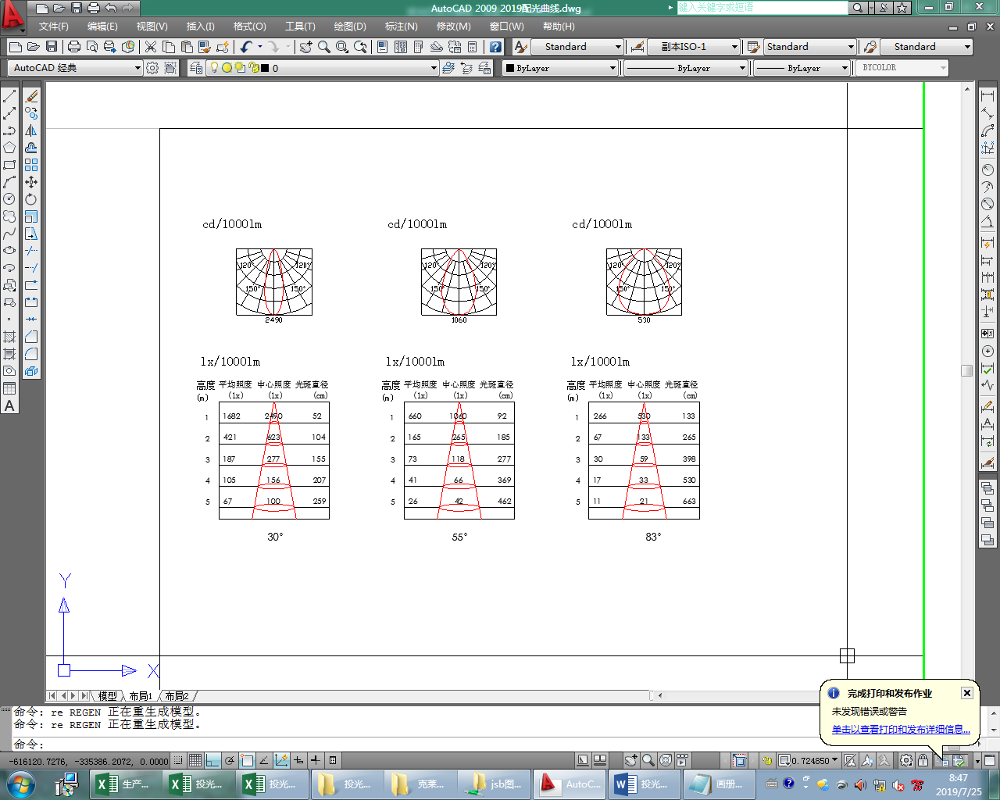 AutoCAD 2009 2019配光曲线.dwg
键入关键字或短语
文件(F) 编辑(E) 视图(V) 插入(I) 格式(O) 工具(T) 绘图(D) 标注(N) 修改(M) 窗口(W) 帮助(H)
Standard 副本ISO-1 Standard Standard
AutoCAD 经典 0 ByLayer ByLayer ByLayer BYCOLOR
cd/1000lm cd/1000lm cd/1000lm
120° 120° 120° 120° 120° 120°
150° 150° 150° 150° 150° 150°
2490 1060 530
lx/1000lm lx/1000lm lx/1000lm
高度 平均照度 中心照度 光斑直径 高度 平均照度 中心照度 光斑直径 高度 平均照度 中心照度 光斑直径
(m) (lx) (lx) (cm) (m) (lx) (lx) (cm) (m) (lx) (lx) (cm)
1 1682 2490 52 1 660 1060 92 1 266 530 133
2 421 623 104 2 165 265 185 2 67 133 265
3 187 277 155 3 73 118 277 3 30 59 398
4 105 156 207 4 41 66 369 4 17 33 530
5 67 100 259 5 26 42 462 5 11 21 663
30° 55° 83°
Y
X
模型 布局1 布局2
命令: re REGEN 正在重生成模型。
命令: re REGEN 正在重生成模型。
命令:
完成打印和发布作业
未发现错误或警告
单击以查看打印和发布详细信息...
-616120.7276, -335386.2072, 0.0000
0.724850
生产... 投光... 投光... 投光... 克莱... jsb图... AutoC... 投光... 画册...
8:47
2019/7/25